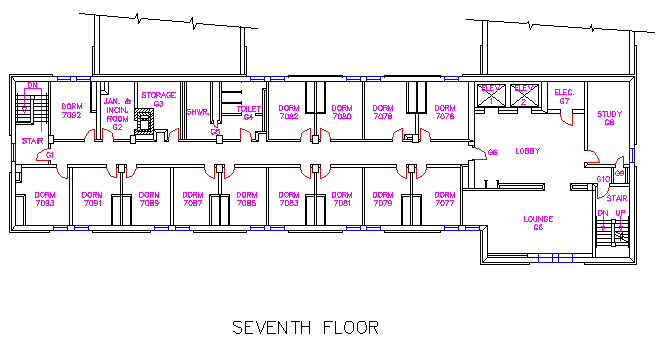 DN
DORM
7092
JAN. &
INCIN.
ROOM
G2
STORAGE
G3
SHWR.
G5
TOILET
G4
DORM
7082
DORM
7080
DORM
7078
DORM
7076
ELEV.
1
ELEV.
2
ELEC.
G7
STUDY
G8
STAIR
G1
G6
LOBBY
G9
G10
DORM
7093
DORM
7091
DORM
7089
DORM
7087
DORM
7085
DORM
7083
DORM
7081
DORM
7079
DORM
7077
LOUNGE
G6
STAIR
DN UP
SEVENTH FLOOR